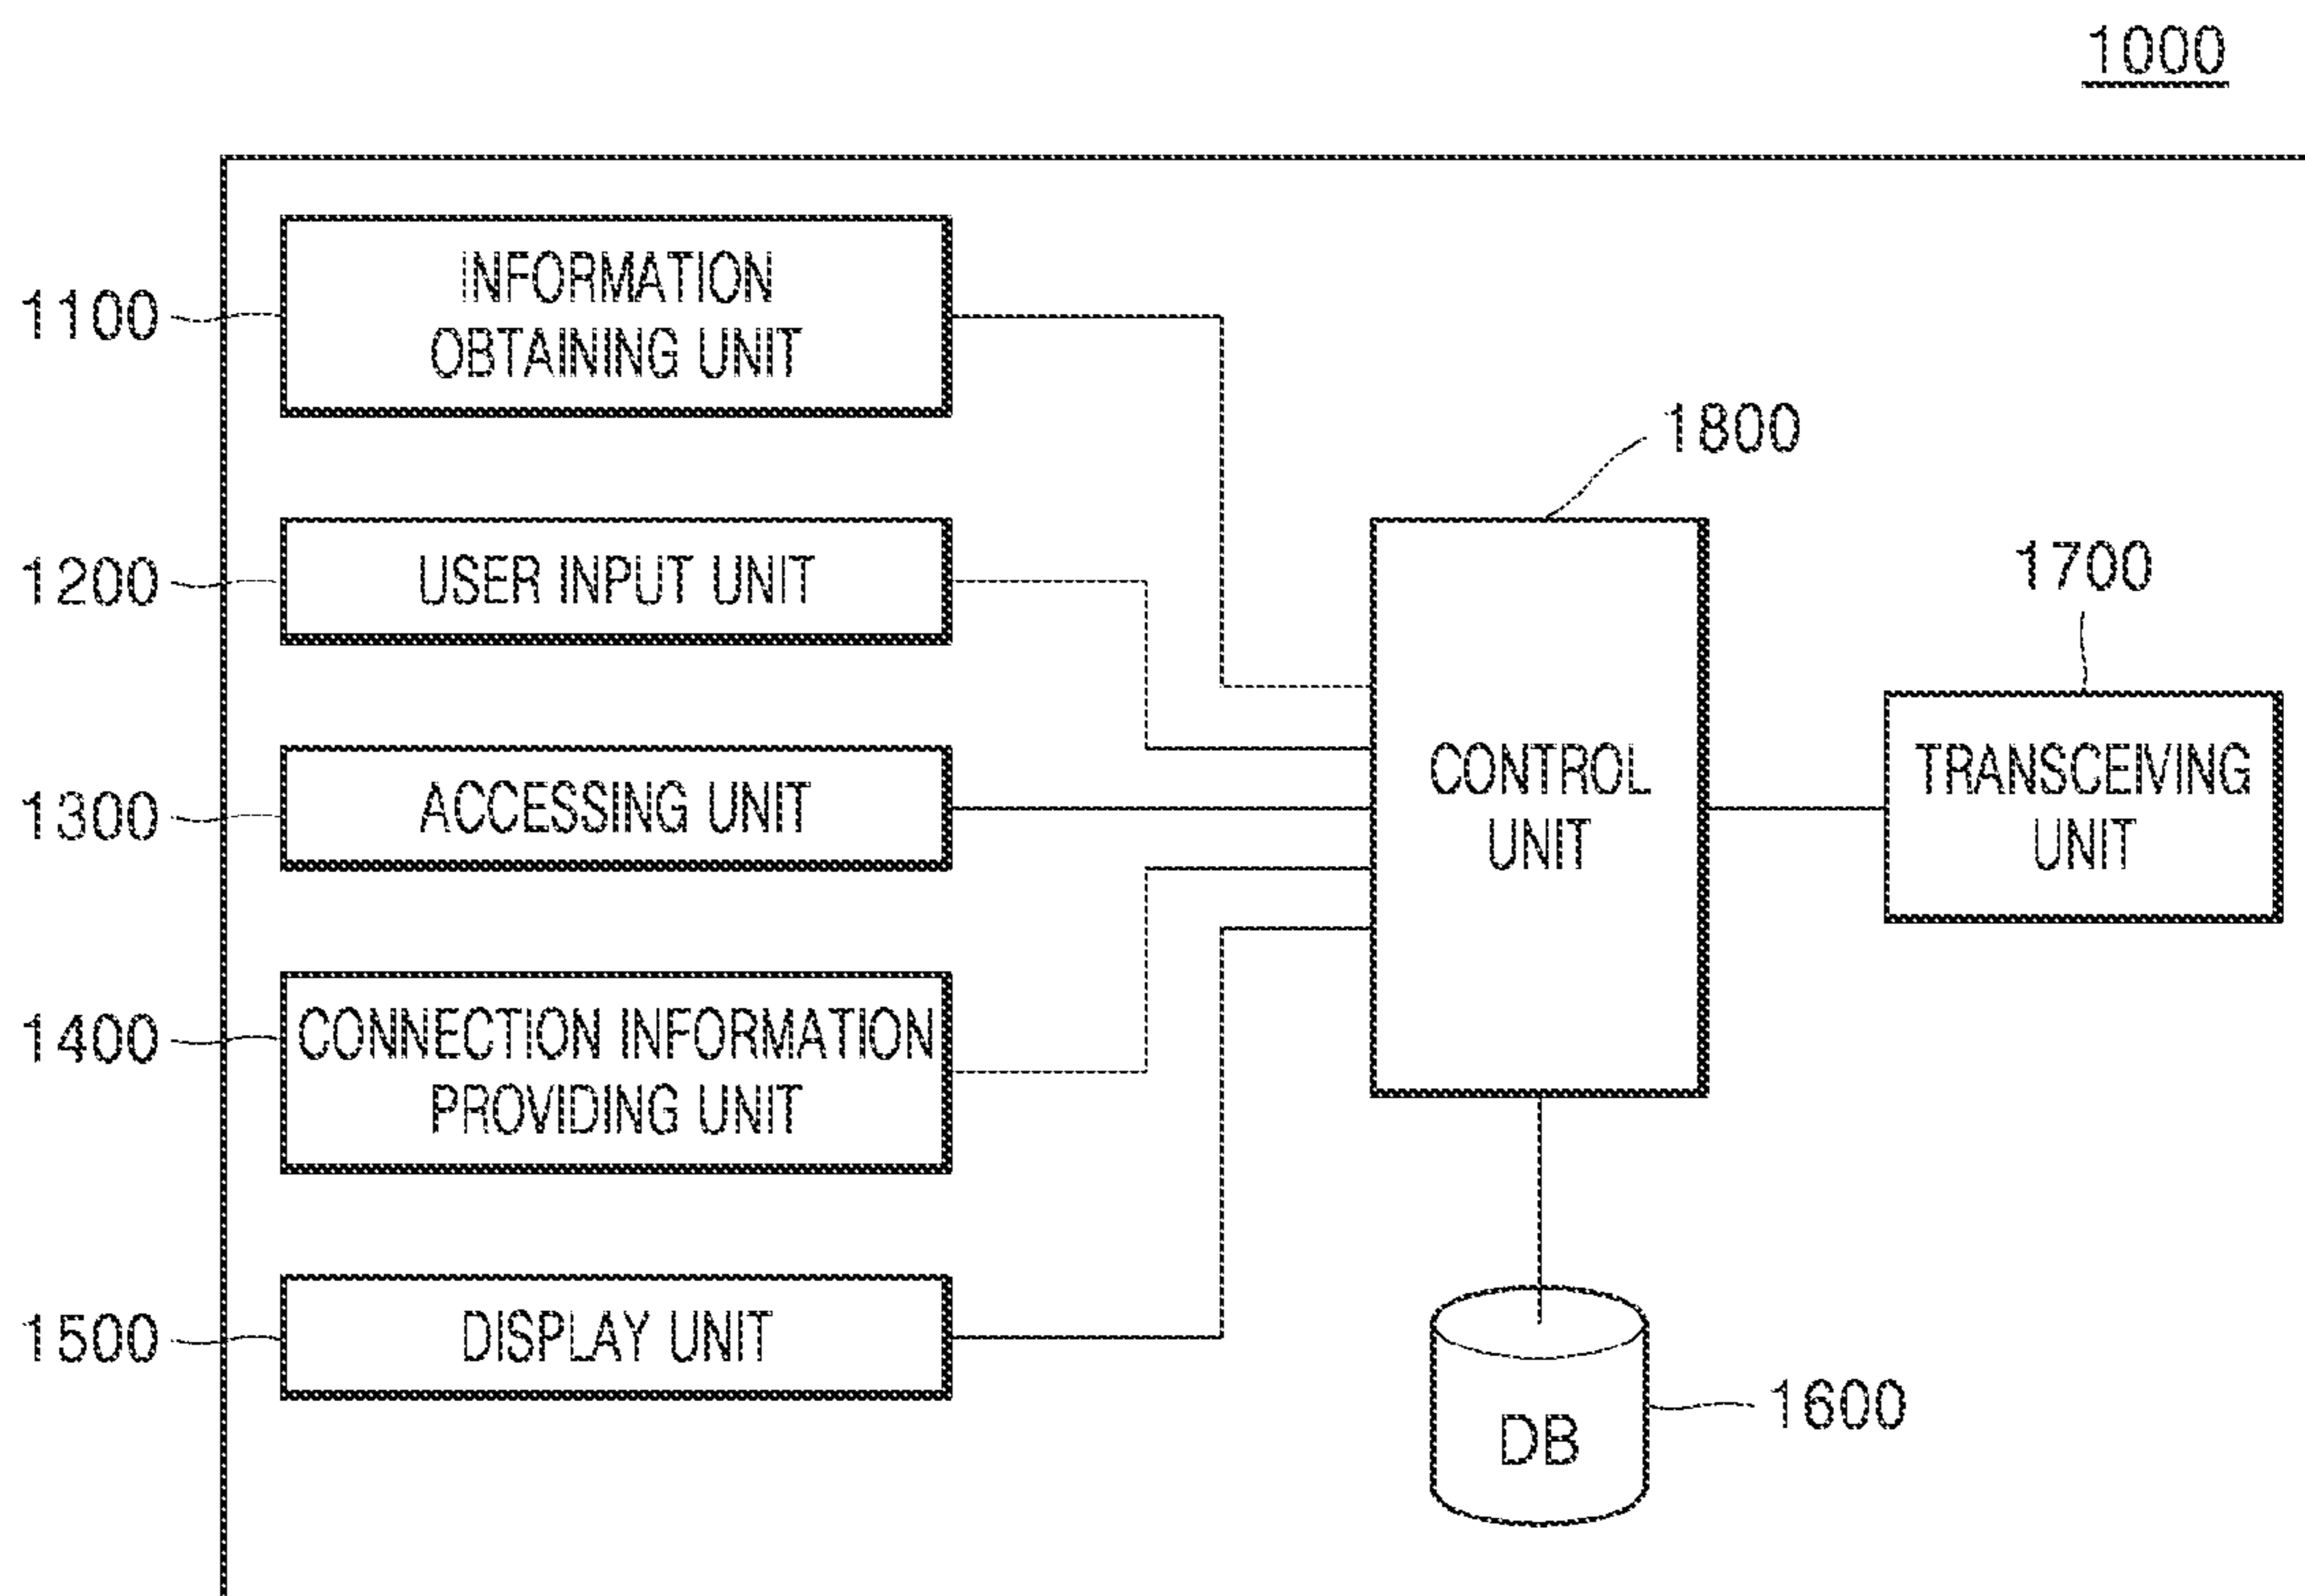 1000
1100
INFORMATION
OBTAINING UNIT
1800
1200
USER INPUT UNIT
1700
1300
ACCESSING UNIT
CONTROL
UNIT
TRANSCEIVING
UNIT
1400
CONNECTION INFORMATION
PROVIDING UNIT
1500
DISPLAY UNIT
DB
1600